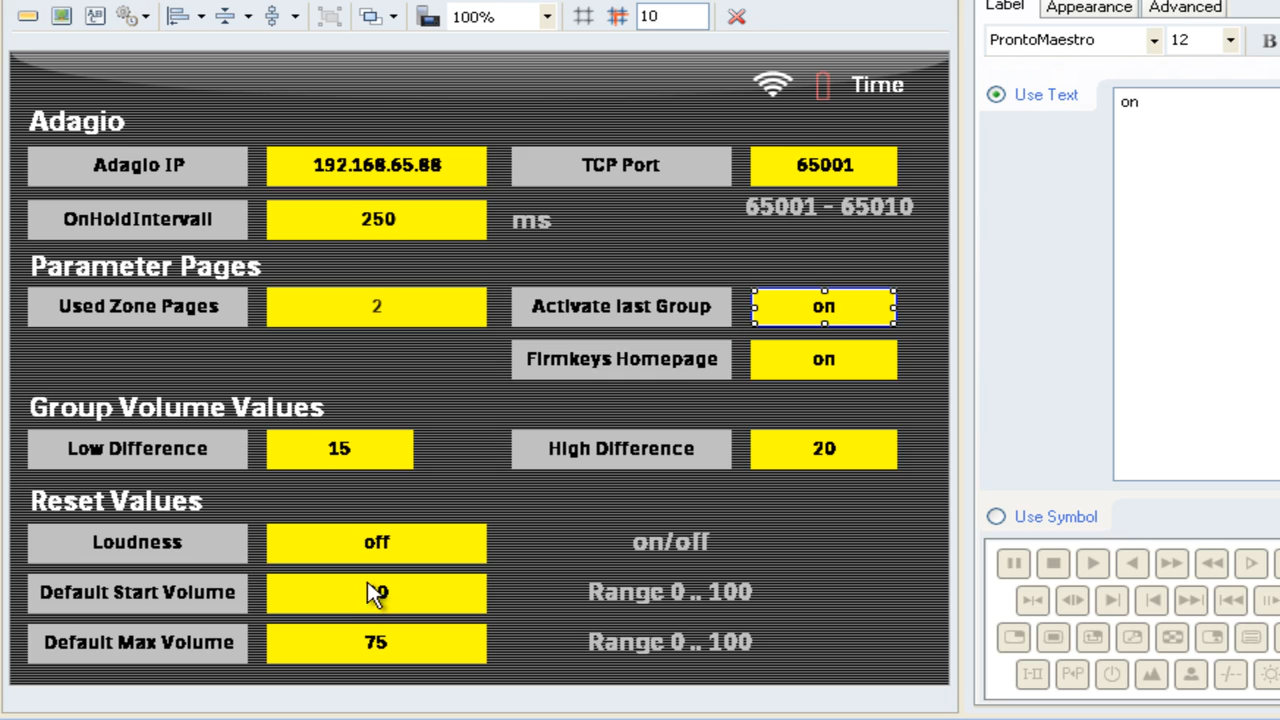 100%
10
Label Appearance Advanced
ProntoMaestro 12 B
Use Text
on
Time
Adagio
Adagio IP 192.168.65.88 TCP Port 65001
65001 - 65010
OnHoldIntervall 250 ms
Parameter Pages
Used Zone Pages 2 Activate last Group on
Firmkeys Homepage on
Group Volume Values
Low Difference 15 High Difference 20
Reset Values
Loudness off on/off
Default Start Volume Range 0 .. 100
Default Max Volume 75 Range 0 .. 100
Use Symbol
I-II P+P -/--